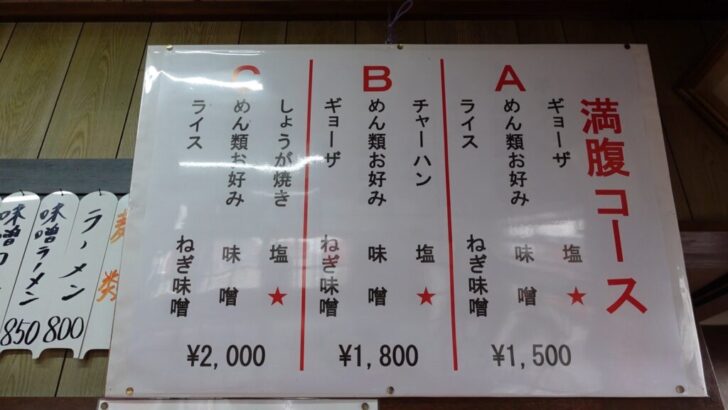 満腹コース
A
ギョーザ
めん類お好み
ライス
塩★
味噌
ねぎ味噌
¥1,500
B
チャーハン
めん類お好み
ギョーザ
塩★
味噌
ねぎ味噌
¥1,800
C
しょうが焼き
めん類お好み
ライス
塩★
味噌
ねぎ味噌
¥2,000
ラーメン
味噌ラーメン
800
味噌
850